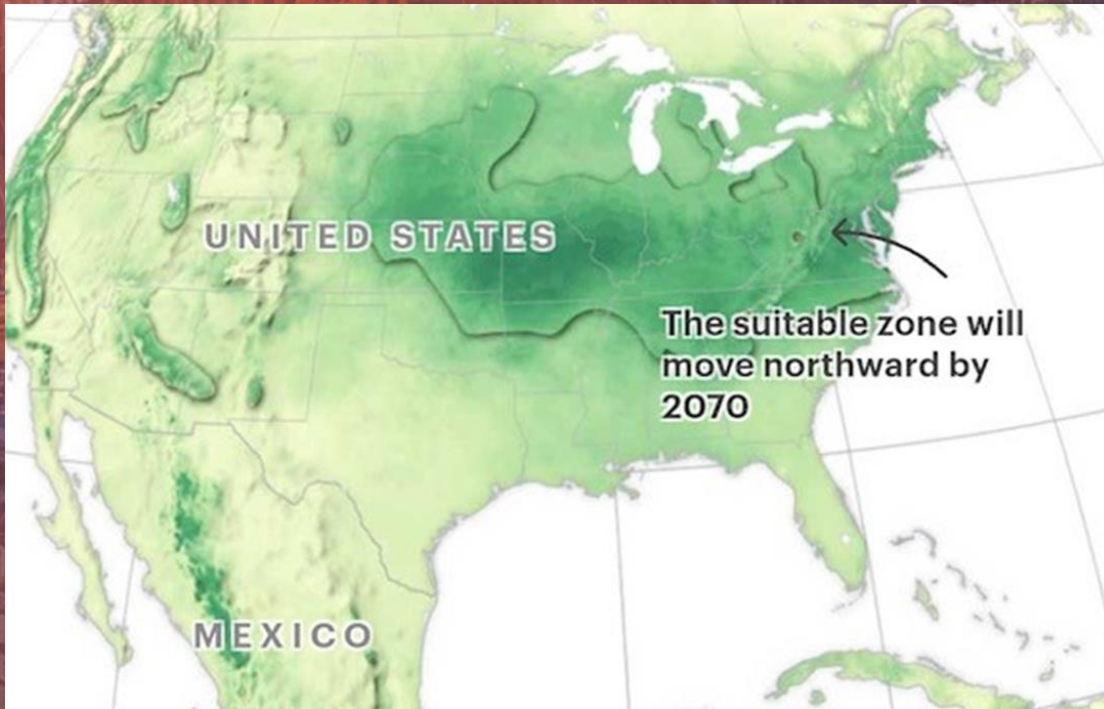 UNITED STATES
The suitable zone will
move northward by
2070
MEXICO